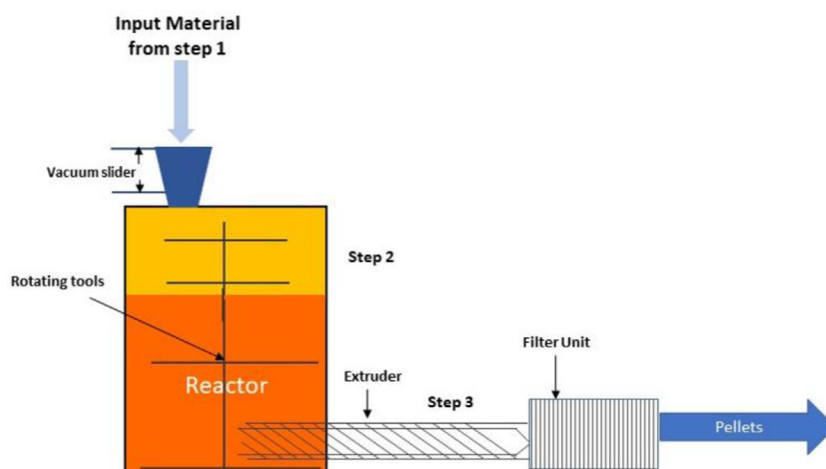 Input Material
from step 1
Vacuum slider
Step 2
Rotating tools
Filter Unit
Reactor
Extruder
Step 3
Pellets